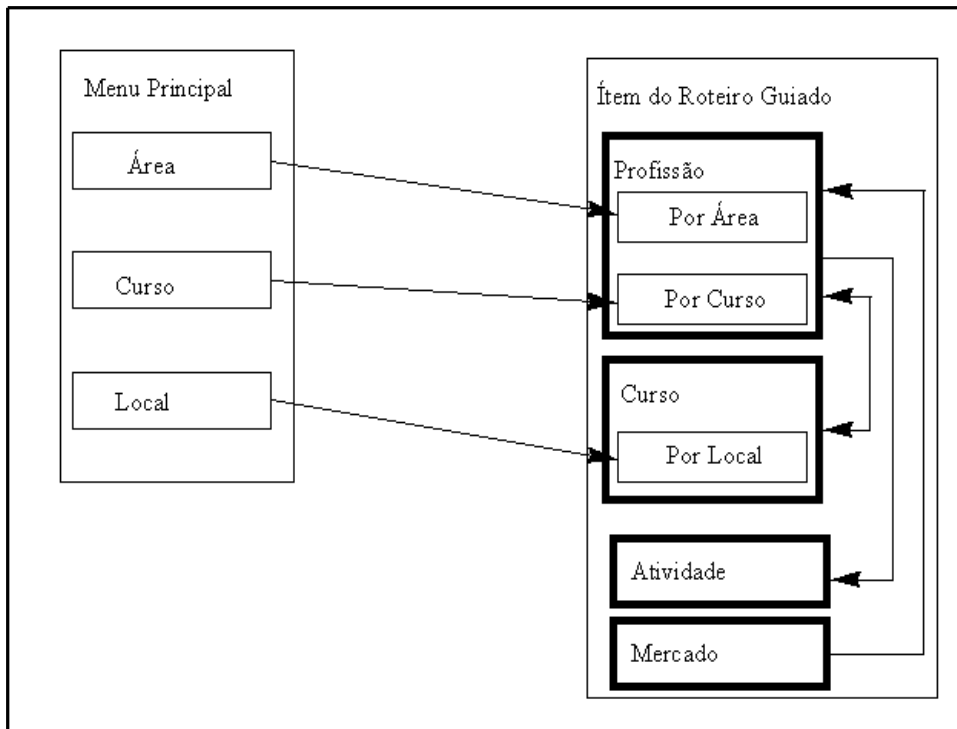 Menu Principal
Área
Curso
Local
Ítem do Roteiro Guiado
Profissão
Por Área
Por Curso
Curso
Por Local
Atividade
Mercado